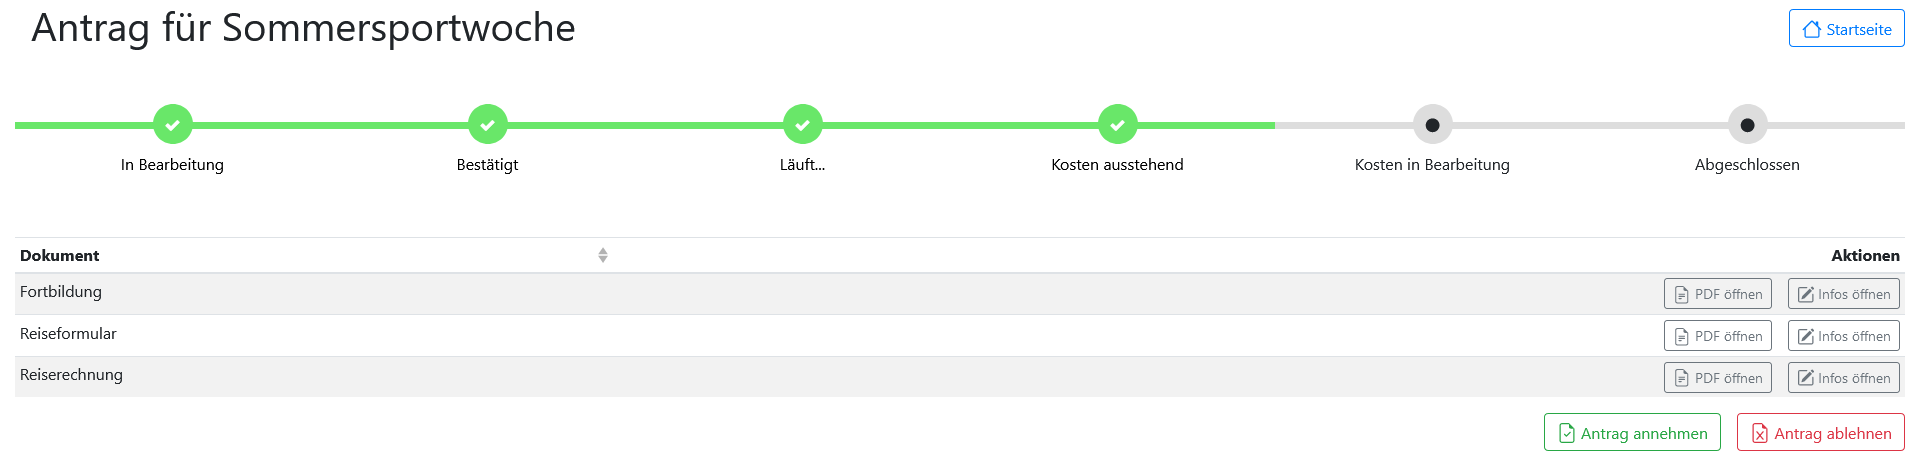 Antrag für Sommersportwoche
Startseite
In Bearbeitung
Bestätigt
Läuft...
Kosten ausstehend
Kosten in Bearbeitung
Abgeschlossen
Dokument Aktionen
Fortbildung PDF öffnen Infos öffnen
Reiseformular PDF öffnen Infos öffnen
Reiserechnung PDF öffnen Infos öffnen
Antrag annehmen Antrag ablehnen